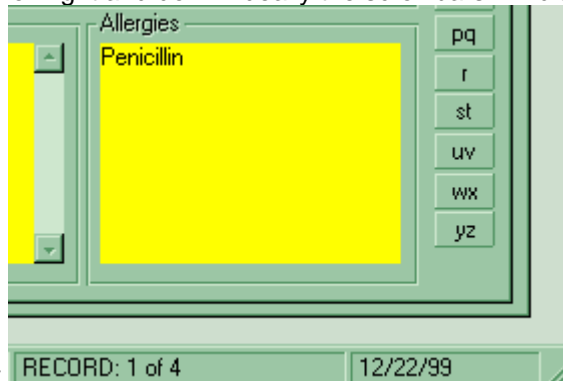 Allergies
Penicillin
pq
r
st
uv
wx
yz
RECORD: 1 of 4
12/22/99